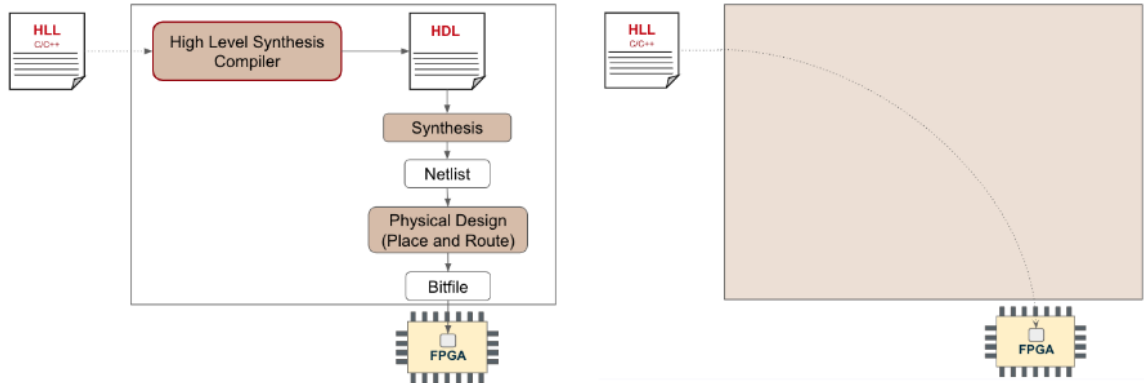 HLL
C/C++
High Level Synthesis
Compiler
HDL
Synthesis
Netlist
Physical Design
(Place and Route)
Bitfile
FPGA
HLL
C/C++
FPGA